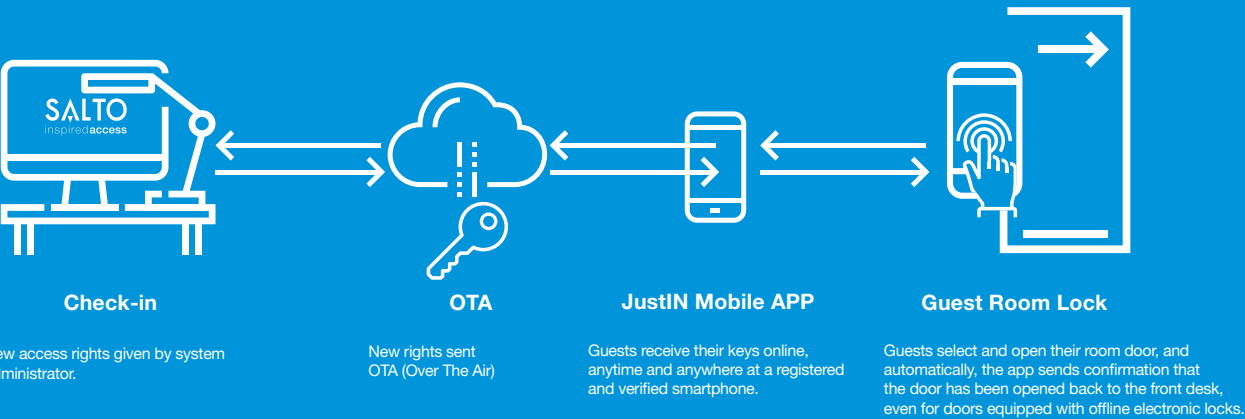 SALTO
inspiredaccess
Check-in
access rights given by system
OTA
New rights sent
OTA (Over The Air)
JustIN Mobile APP
Guests receive their keys online,
anytime and anywhere at a registered
and verified smartphone.
Guest Room Lock
Guests select and open their room door, and
automatically, the app sends confirmation that
the door has been opened back to the front desk,
even for doors equipped with offline electronic locks.